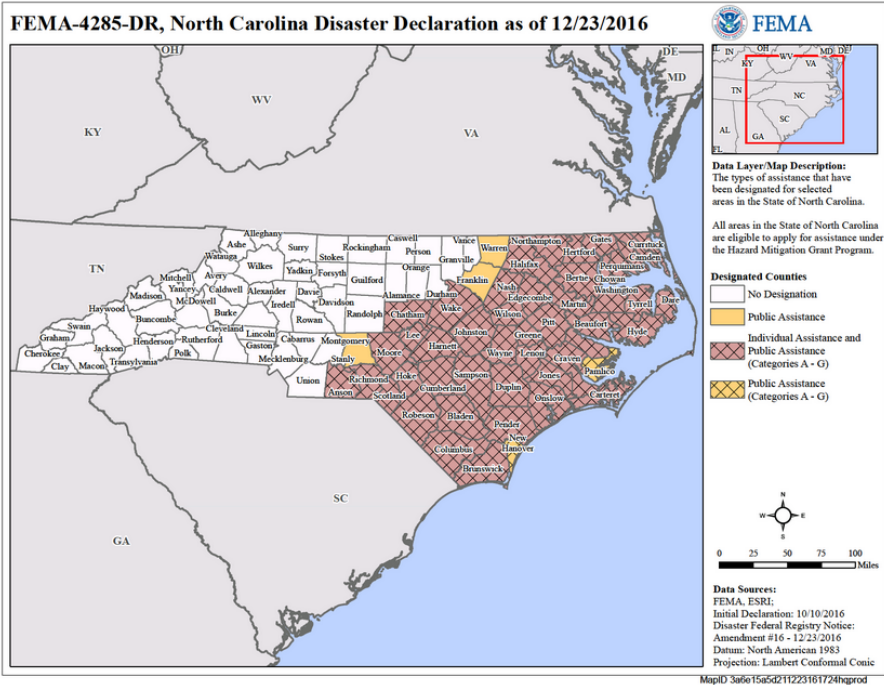 FEMA-4285-DR, North Carolina Disaster Declaration as of 12/23/2016
FEMA
OH
DE
MD
WV
KY
VA
TN
SC
GA
Alleghany
Ashe
Surry
Stokes
Rockingham
Caswell
Person
Vance
Granville
Warren
Northampton
Gates
Currituck
Camden
Hertford
Perquimans
Watauga
Wilkes
Yadkin
Forsyth
Guilford
Orange
Franklin
Halifax
Bertie
Chowan
Washington
Mitchell
Avery
Yancey
Caldwell
Alexander
Davie
Davidson
Alamance
Durham
Nash
Edgecombe
Martin
Tyrrell
Dare
Madison
McDowell
Burke
Iredell
Rowan
Randolph
Chatham
Wake
Wilson
Pitt
Beaufort
Hyde
Haywood
Buncombe
Swain
Graham
Cherokee
Clay
Macon
Jackson
Transylvania
Henderson
Polk
Rutherford
Cleveland
Lincoln
Gaston
Mecklenburg
Cabarrus
Stanly
Montgomery
Moore
Lee
Harnett
Johnston
Greene
Wayne
Lenoir
Craven
Pamlico
Union
Anson
Richmond
Scotland
Hoke
Cumberland
Sampson
Duplin
Jones
Onslow
Carteret
Robeson
Bladen
Pender
New
Hanover
Columbus
Brunswick
IN
OH
WV
MD
DE
KY
VA
TN
NC
SC
AL
GA
FL
Data Layer/Map Description:
The types of assistance that have
been designated for selected
areas in the State of North Carolina.
All areas in the State of North Carolina
are eligible to apply for assistance under
the Hazard Mitigation Grant Program.
Designated Counties
No Designation
Public Assistance
Individual Assistance and
Public Assistance
(Categories A - G)
Public Assistance
(Categories A - G)
N
W
E
S
0 25 50 75 100
Miles
Data Sources:
FEMA, ESRI;
Initial Declaration: 10/10/2016
Disaster Federal Registry Notice:
Amendment #16 - 12/23/2016
Datum: North American 1983
Projection: Lambert Conformal Conic
MapID 3a6e15a5d211223161724hqprod